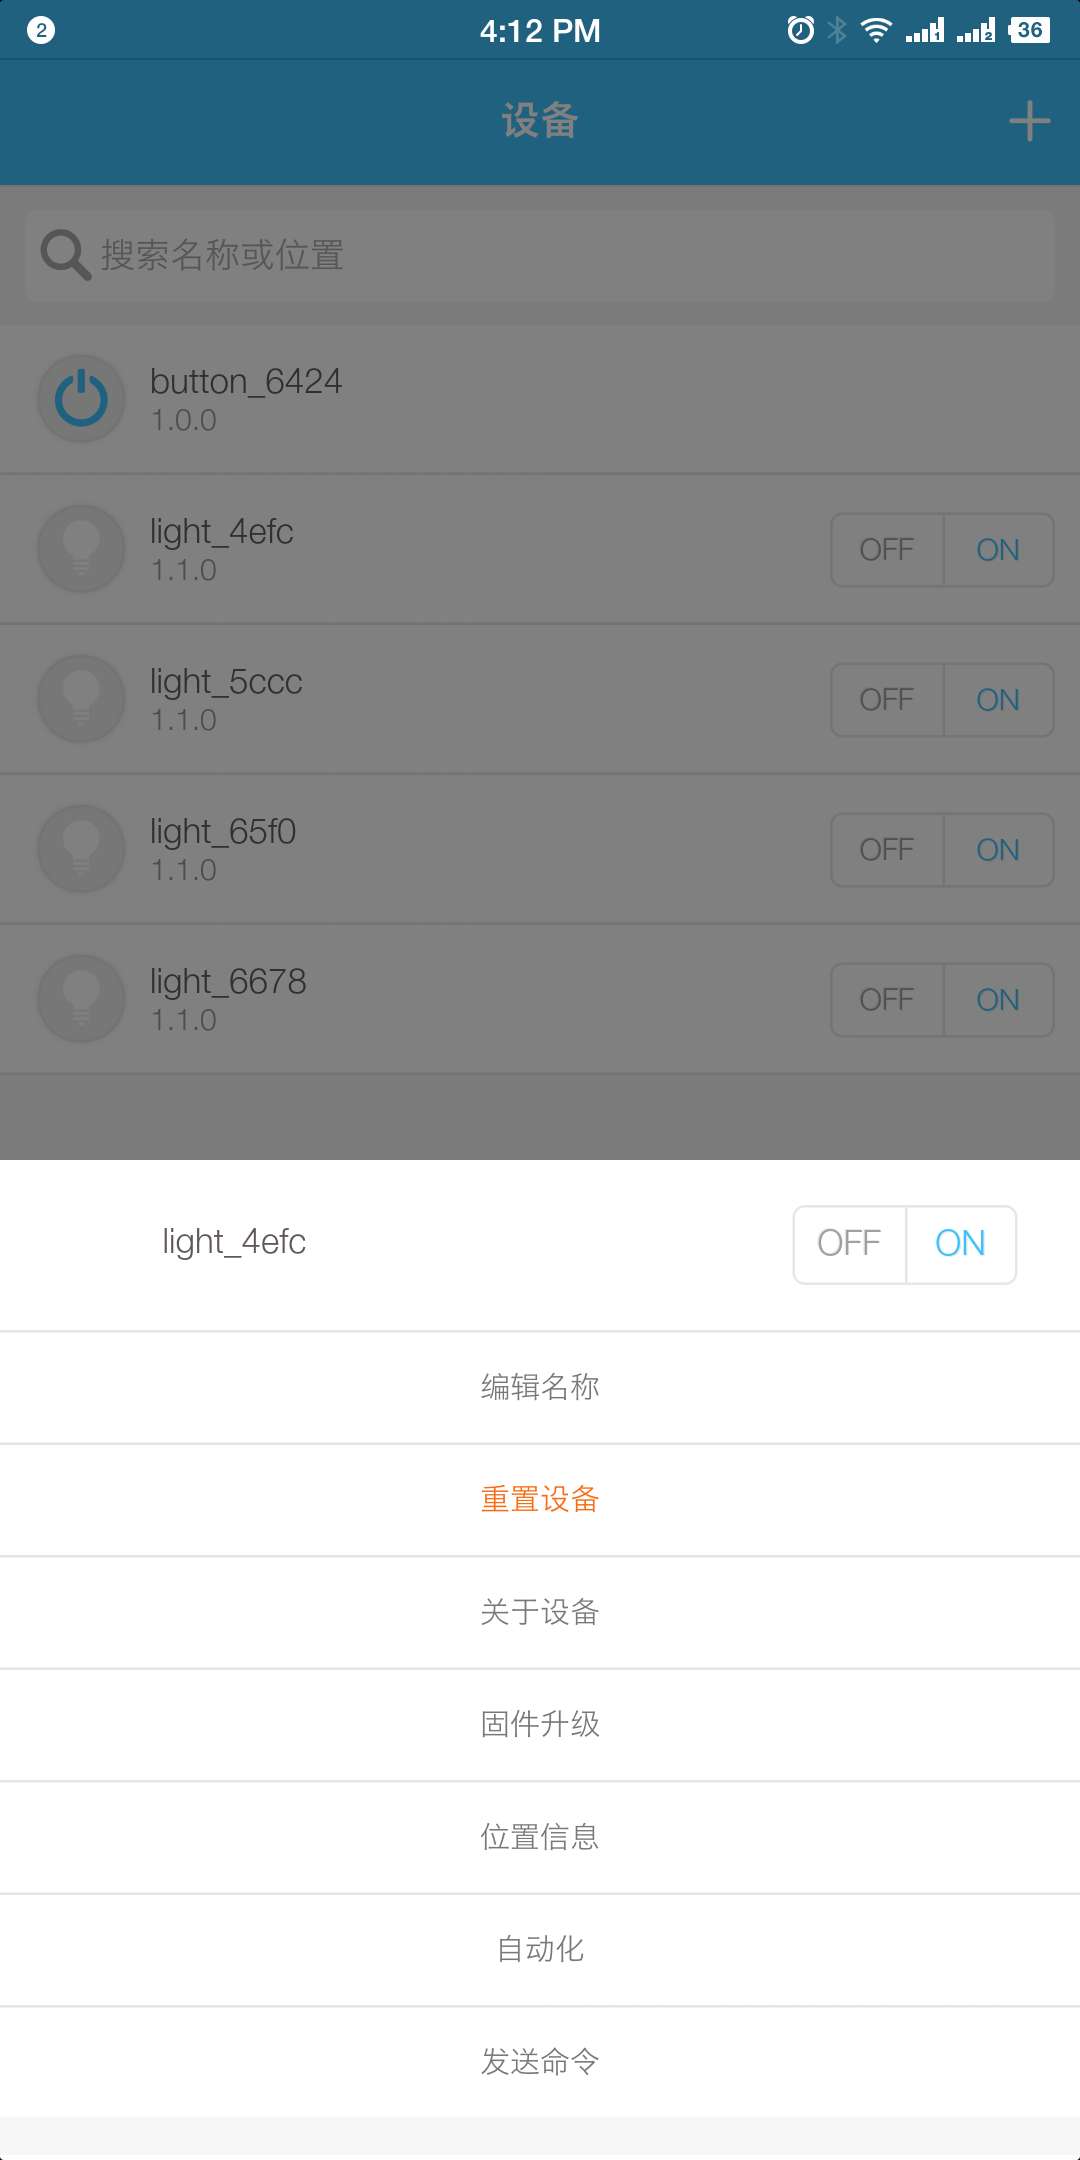 2
4:12 PM
1
2
36
设备
搜索名称或位置
button_6424
1.0.0
light_4efc
1.1.0
OFF ON
light_5ccc
1.1.0
OFF ON
light_65f0
1.1.0
OFF ON
light_6678
1.1.0
OFF ON
light_4efc
OFF ON
编辑名称
重置设备
关于设备
固件升级
位置信息
自动化
发送命令